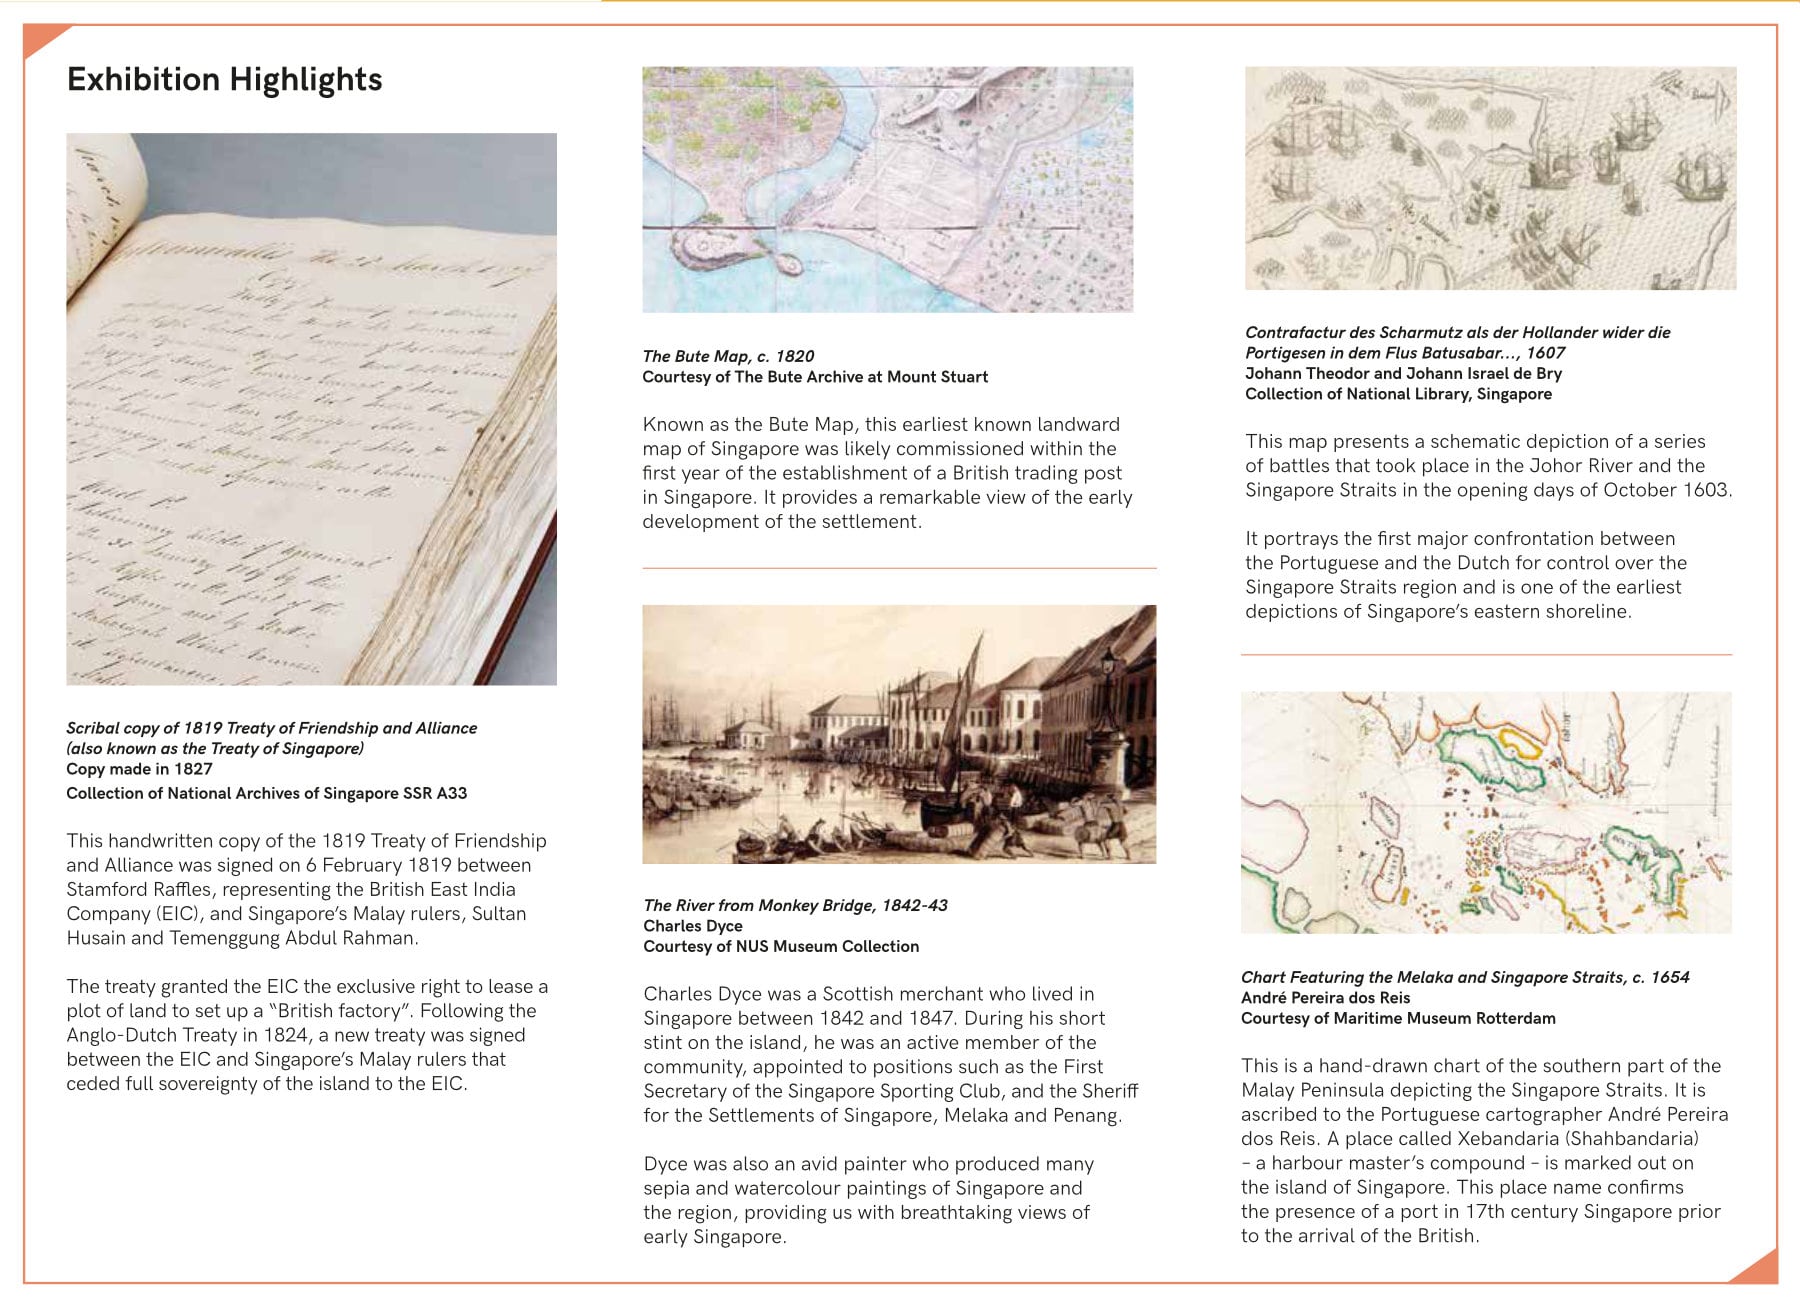 Exhibition Highlights
Scribal copy of 1819 Treaty of Friendship and Alliance
(also known as the Treaty of Singapore)
Copy made in 1827
Collection of National Archives of Singapore SSR A33
This handwritten copy of the 1819 Treaty of Friendship
and Alliance was signed on 6 February 1819 between
Stamford Raffles, representing the British East India
Company (EIC), and Singapore’s Malay rulers, Sultan
Husain and Temenggung Abdul Rahman.
The treaty granted the EIC the exclusive right to lease a
plot of land to set up a “British factory”. Following the
Anglo-Dutch Treaty in 1824, a new treaty was signed
between the EIC and Singapore’s Malay rulers that
ceded full sovereignty of the island to the EIC.
The Bute Map, c. 1820
Courtesy of The Bute Archive at Mount Stuart
Known as the Bute Map, this earliest known landward
map of Singapore was likely commissioned within the
first year of the establishment of a British trading post
in Singapore. It provides a remarkable view of the early
development of the settlement.
The River from Monkey Bridge, 1842-43
Charles Dyce
Courtesy of NUS Museum Collection
Charles Dyce was a Scottish merchant who lived in
Singapore between 1842 and 1847. During his short
stint on the island, he was an active member of the
community, appointed to positions such as the First
Secretary of the Singapore Sporting Club, and the Sheriff
for the Settlements of Singapore, Melaka and Penang.
Dyce was also an avid painter who produced many
sepia and watercolour paintings of Singapore and
the region, providing us with breathtaking views of
early Singapore.
Contrafactur des Scharmutz als der Hollander wider die
Portigesen in dem Flus Batusabar..., 1607
Johann Theodor and Johann Israel de Bry
Collection of National Library, Singapore
This map presents a schematic depiction of a series
of battles that took place in the Johor River and the
Singapore Straits in the opening days of October 1603.
It portrays the first major confrontation between
the Portuguese and the Dutch for control over the
Singapore Straits region and is one of the earliest
depictions of Singapore’s eastern shoreline.
Chart Featuring the Melaka and Singapore Straits, c. 1654
André Pereira dos Reis
Courtesy of Maritime Museum Rotterdam
This is a hand-drawn chart of the southern part of the
Malay Peninsula depicting the Singapore Straits. It is
ascribed to the Portuguese cartographer André Pereira
dos Reis. A place called Xebandaria (Shahbandaria)
– a harbour master’s compound – is marked out on
the island of Singapore. This place name confirms
the presence of a port in 17th century Singapore prior
to the arrival of the British.